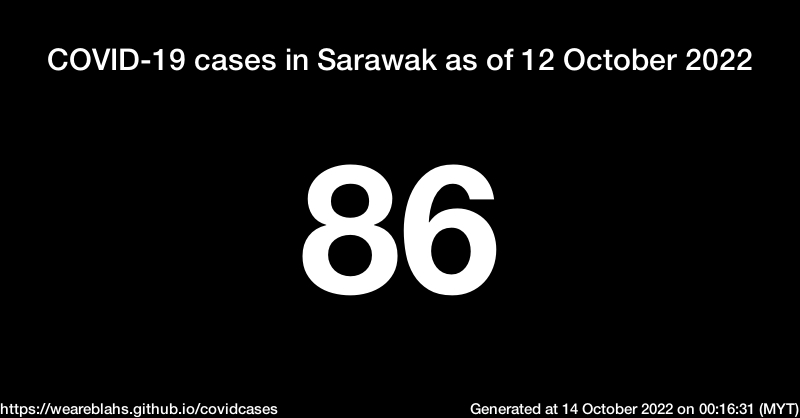 COVID-19 cases in Sarawak as of 12 October 2022
86
https://weareblahs.github.io/covidcases
Generated at 14 October 2022 on 00:16:31 (MYT)